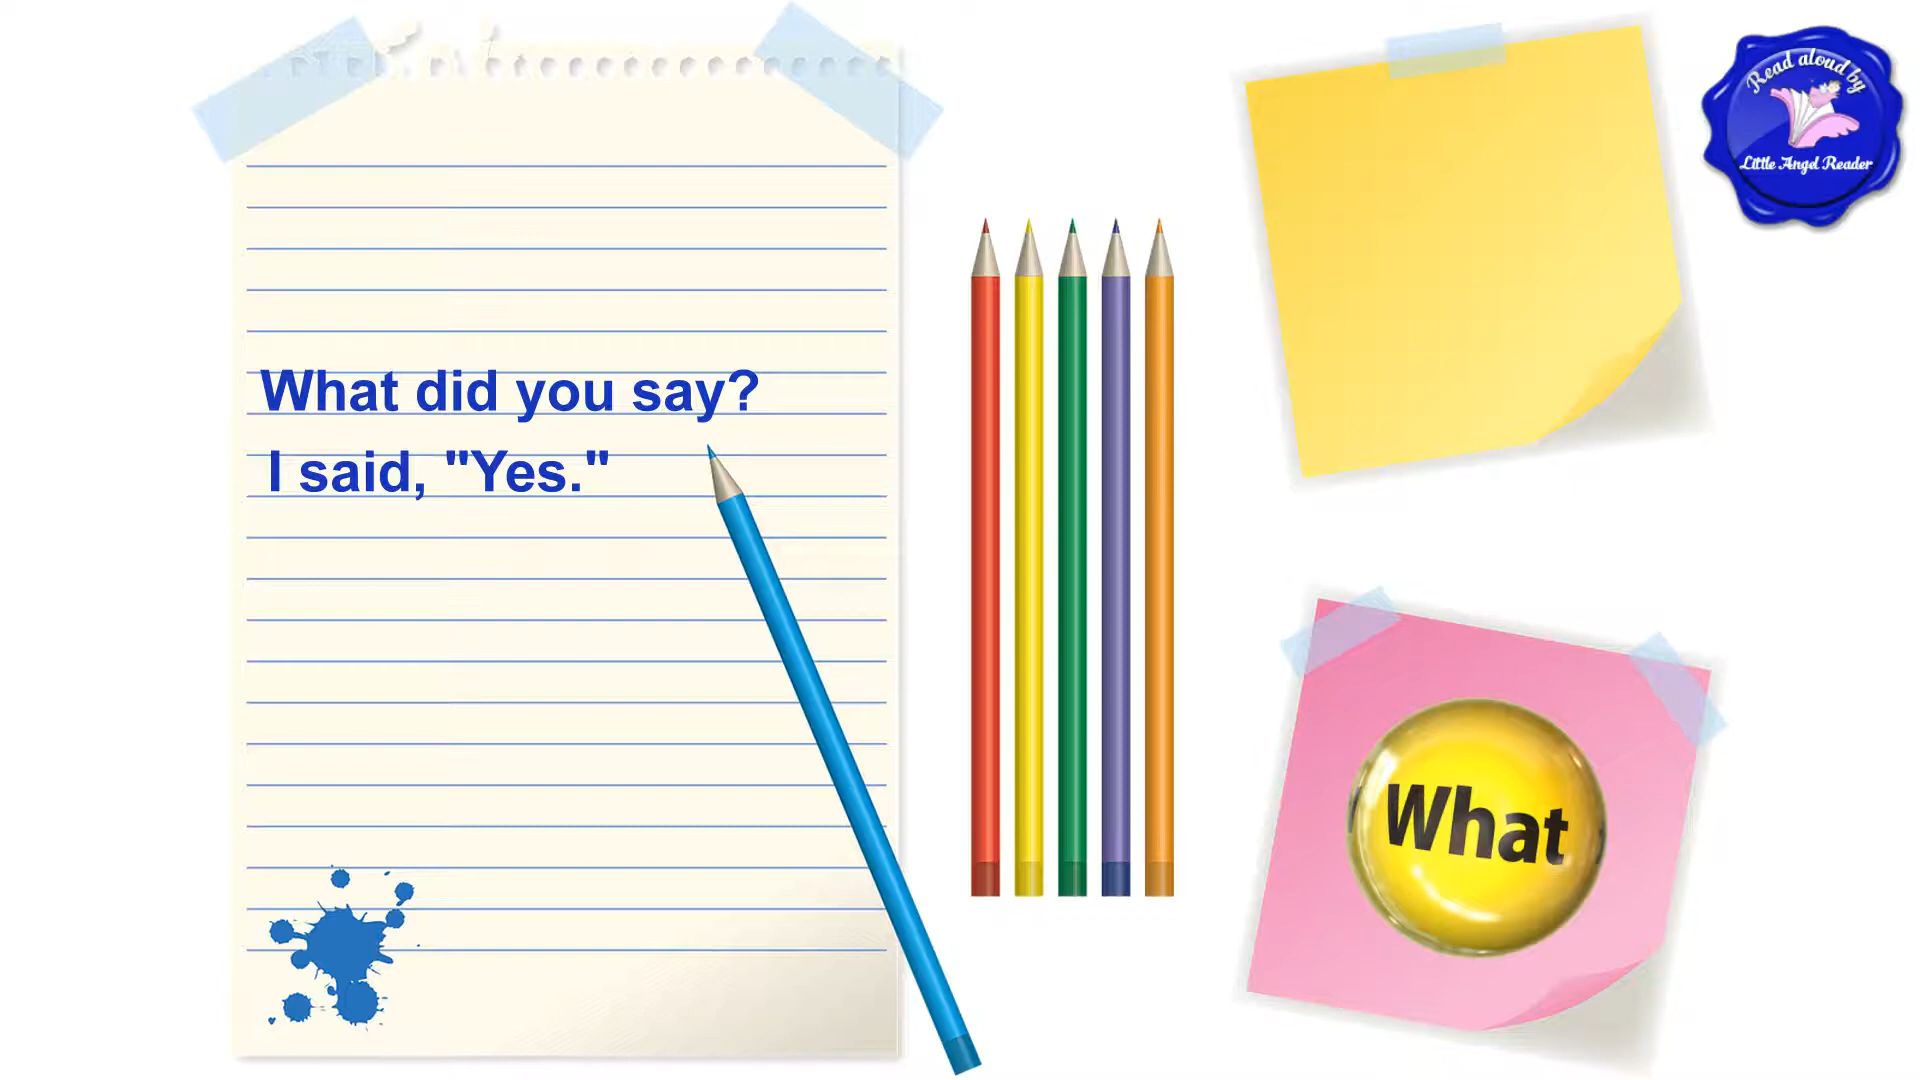 What did you say?
I said, "Yes."
Read aloud by
Little Angel Reader
What